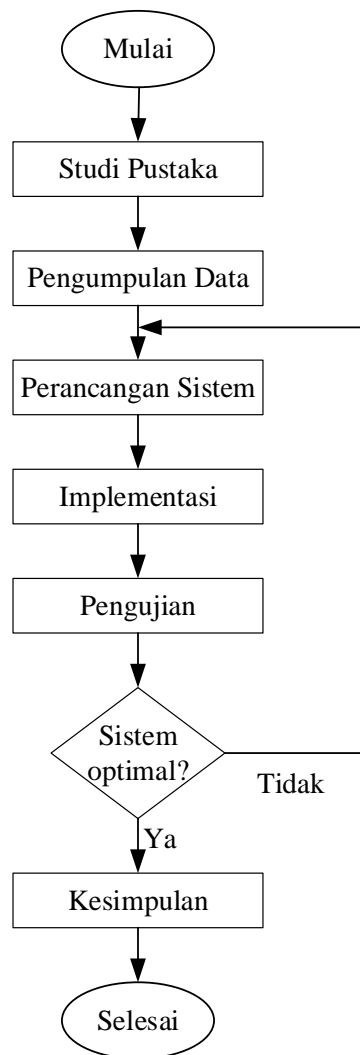 Mulai
Studi Pustaka
Pengumpulan Data
Perancangan Sistem
Implementasi
Pengujian
Sistem
optimal?
Tidak
Ya
Kesimpulan
Selesai